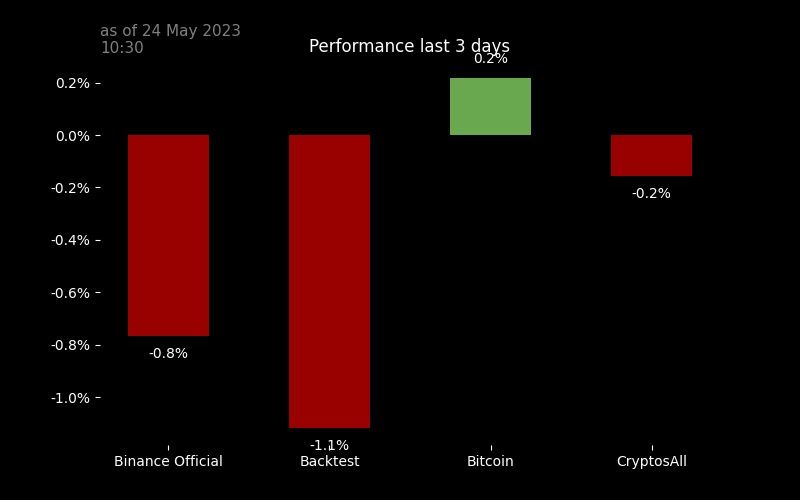 as of 24 May 2023
10:30
Performance last 3 days
0.2%
0.2%
0.0%
-0.2%
-0.2%
-0.4%
-0.6%
-0.8%
-0.8%
-1.0%
-1.1%
Binance Official
Backtest
Bitcoin
CryptosAll